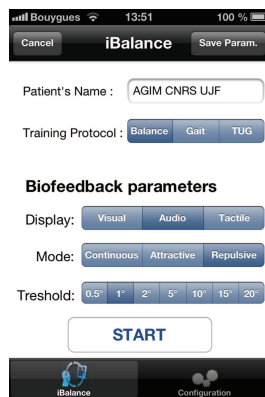 Bouygues 13:51 100 %
Cancel iBalance Save Param.
Patient's Name : AGIM CNRS UJF
Training Protocol : Balance Gait TUG
Biofeedback parameters
Display: Visual Audio Tactile
Mode: Continuous Attractive Repulsive
Treshold: 0.5° 1° 2° 5° 10° 15° 20°
START
iBalance Configuration